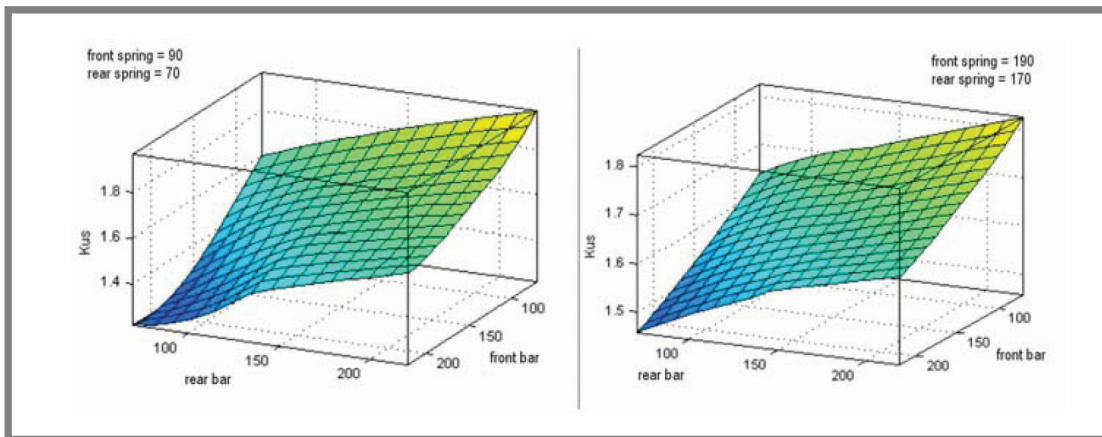 front spring = 90
rear spring = 70
Kus
1.8
1.6
1.4
100
150
200
rear bar
100
150
200
front bar
front spring = 190
rear spring = 170
Kus
1.8
1.7
1.6
1.5
100
150
200
rear bar
100
150
200
front bar